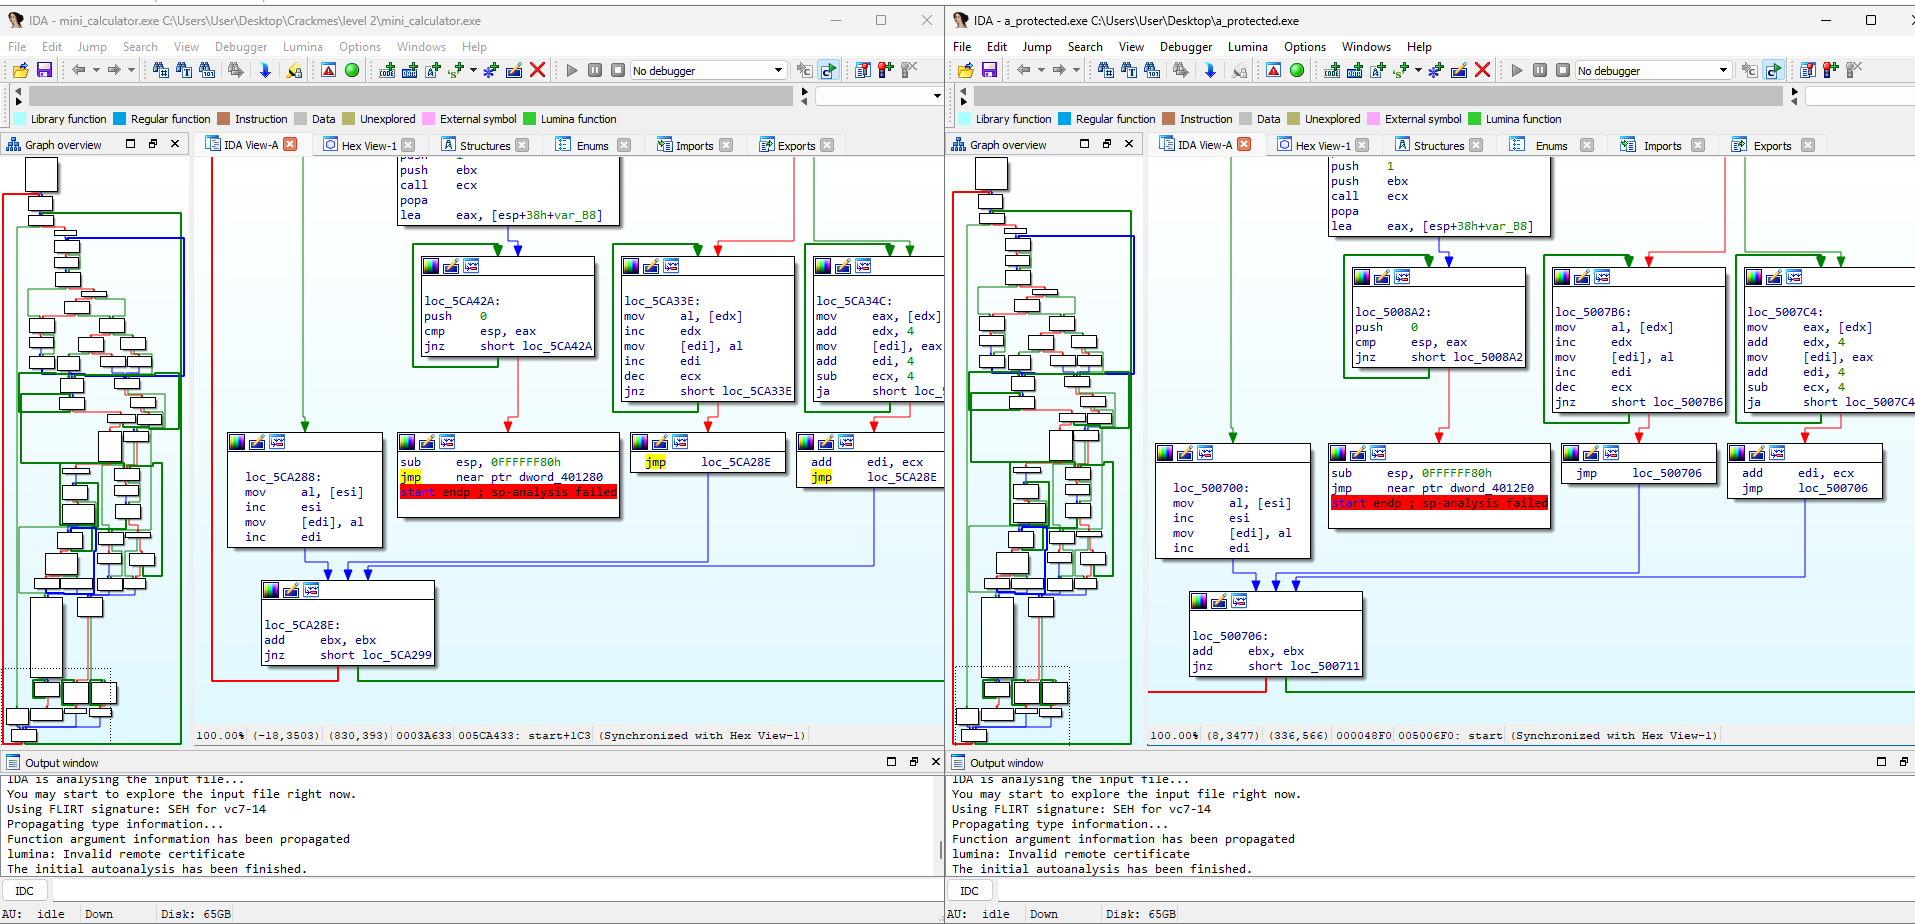 IDA - mini_calculator.exe C:\Users\User\Desktop\Crackmes\level 2\mini_calculator.exe
File Edit Jump Search View Debugger Lumina Options Windows Help
No debugger
Library function Regular function Instruction Data Unexplored External symbol Lumina function
Graph overview
IDA View-A Hex View-1 Structures Enums Imports Exports
push 1
push ebx
call ecx
popa
lea eax, [esp+38h+var_B8]
loc_5CA42A:
push 0
cmp esp, eax
jnz short loc_5CA42A
loc_5CA33E:
mov al, [edx]
inc edx
mov [edi], al
inc edi
dec ecx
jnz short loc_5CA33E
loc_5CA34C:
mov eax, [edx]
add edx, 4
mov [edi], eax
add edi, 4
sub ecx, 4
ja short loc_5
loc_5CA288:
mov al, [esi]
inc esi
mov [edi], al
inc edi
sub esp, 0FFFFFF80h
jmp near ptr dword_401280
start endp ; sp-analysis failed
jmp loc_5CA28E
add edi, ecx
jmp loc_5CA28E
loc_5CA28E:
add ebx, ebx
jnz short loc_5CA299
100.00% (-18,3503) (830,393) 0003A633 005CA433: start+1C3 (Synchronized with Hex View-1)
Output window
IDA is analysing the input file...
You may start to explore the input file right now.
Using FLIRT signature: SEH for vc7-14
Propagating type information...
Function argument information has been propagated
lumina: Invalid remote certificate
The initial autoanalysis has been finished.
IDC
AU: idle Down Disk: 65GB
IDA - a_protected.exe C:\Users\User\Desktop\a_protected.exe
File Edit Jump Search View Debugger Lumina Options Windows Help
No debugger
Library function Regular function Instruction Data Unexplored External symbol Lumina function
Graph overview
IDA View-A Hex View-1 Structures Enums Imports Exports
push 1
push ebx
call ecx
popa
lea eax, [esp+38h+var_B8]
loc_5008A2:
push 0
cmp esp, eax
jnz short loc_5008A2
loc_5007B6:
mov al, [edx]
inc edx
mov [edi], al
inc edi
dec ecx
jnz short loc_5007B6
loc_5007C4:
mov eax, [edx]
add edx, 4
mov [edi], eax
add edi, 4
sub ecx, 4
ja short loc_5007C4
loc_500700:
mov al, [esi]
inc esi
mov [edi], al
inc edi
sub esp, 0FFFFFF80h
jmp near ptr dword_4012E0
start endp ; sp-analysis failed
jmp loc_500706
add edi, ecx
jmp loc_500706
loc_500706:
add ebx, ebx
jnz short loc_500711
100.00% (8,3477) (336,566) 000048F0 005006F0: start (Synchronized with Hex View-1)
Output window
IDA is analysing the input file...
You may start to explore the input file right now.
Using FLIRT signature: SEH for vc7-14
Propagating type information...
Function argument information has been propagated
lumina: Invalid remote certificate
The initial autoanalysis has been finished.
IDC
AU: idle Down Disk: 65GB